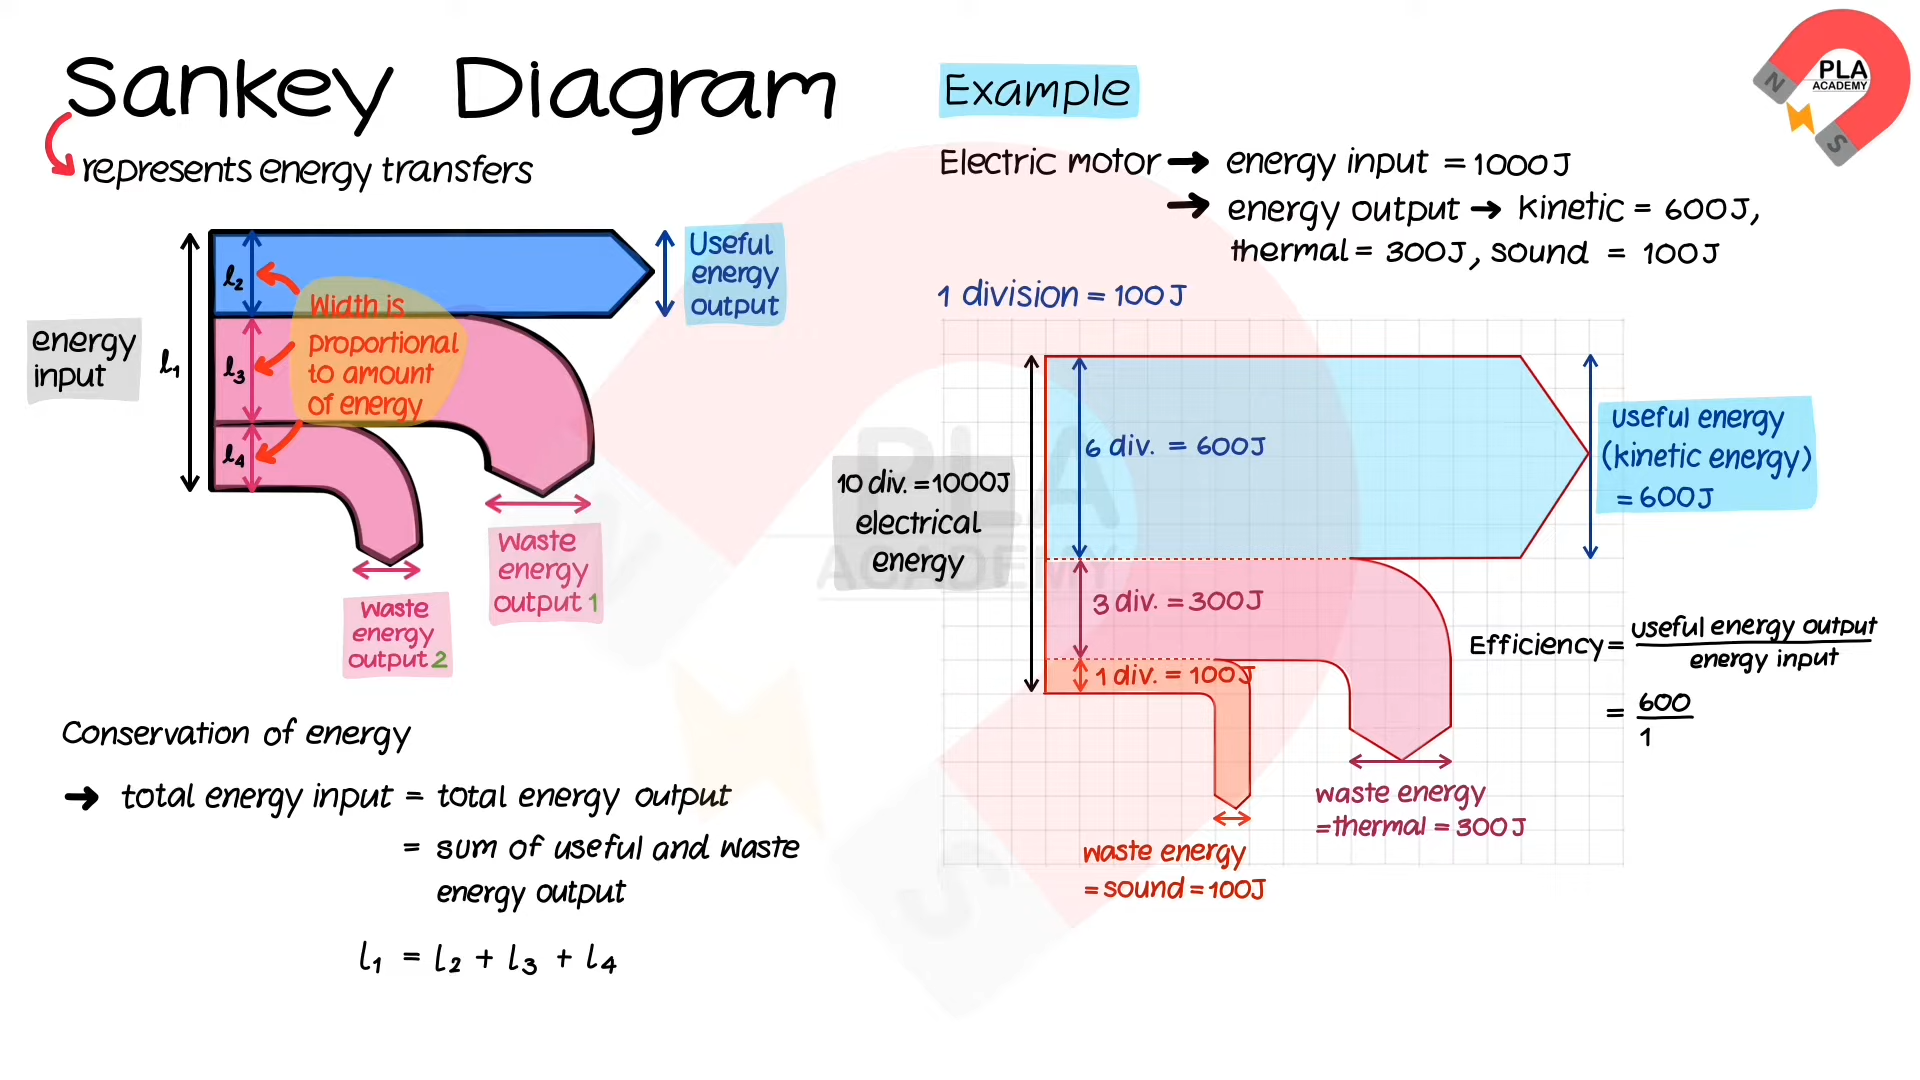 Sankey Diagram
represents energy transfers
energy
input
l₁
l₂
l₃
l₄
Width is
proportional
to amount
of energy
Useful
energy
output
Waste
energy
output 1
Waste
energy
output 2
Conservation of energy
→ total energy input = total energy output
= sum of useful and waste
energy output
l₁ = l₂ + l₃ + l₄
Example
Electric motor → energy input = 1000J
→ energy output → kinetic = 600J,
thermal = 300J, sound = 100J
1 division = 100J
10 div. = 1000J
electrical
energy
6 div. = 600J
3 div. = 300J
1 div. = 100J
useful energy
(kinetic energy)
= 600J
waste energy
= thermal = 300J
waste energy
= sound = 100J
Efficiency = useful energy output
energy input
= 600
1
N
PLA
ACADEMY
S
PLA
ACADEMY
S